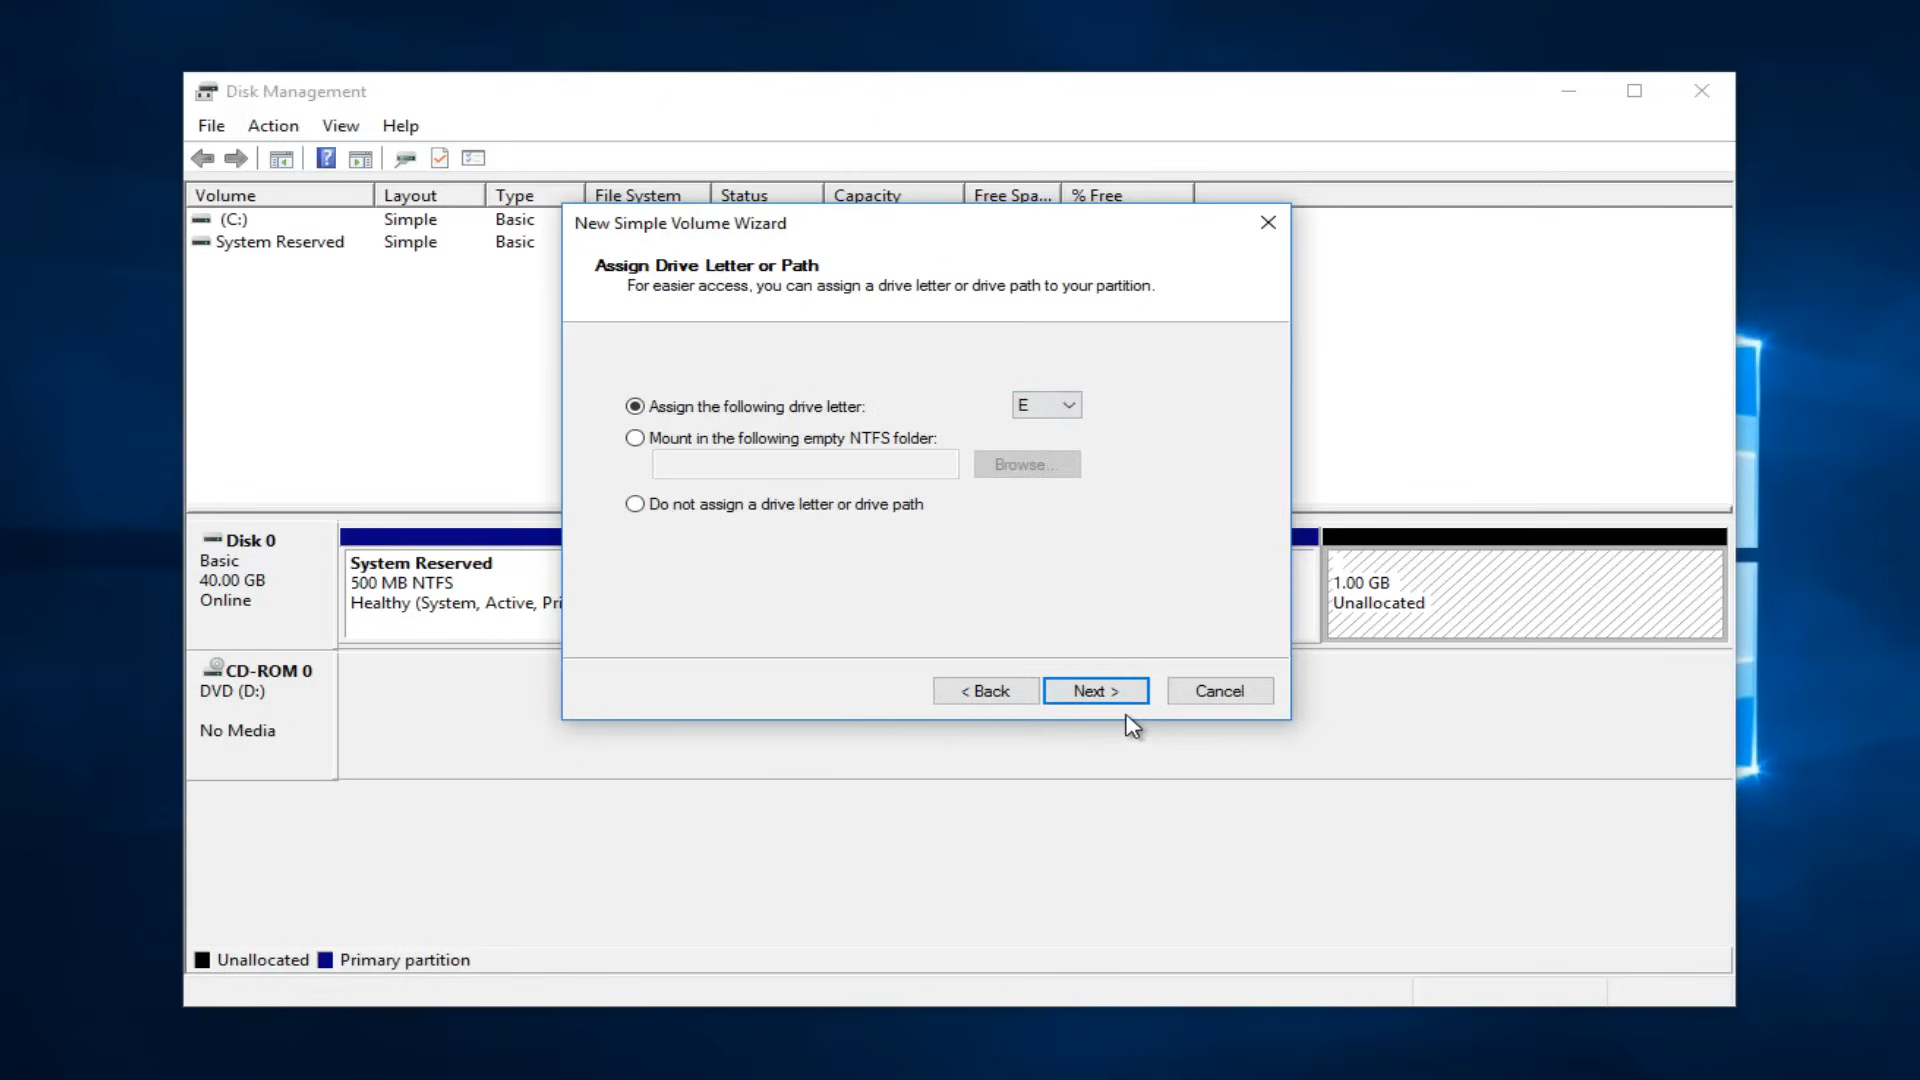 Disk Management
File Action View Help
Volume Layout Type File System Status Capacity Free Spa... % Free
(C:) Simple Basic
System Reserved Simple Basic
New Simple Volume Wizard
Assign Drive Letter or Path
For easier access, you can assign a drive letter or drive path to your partition.
Assign the following drive letter: E
Mount in the following empty NTFS folder:
Browse...
Do not assign a drive letter or drive path
< Back Next > Cancel
Disk 0
Basic
40.00 GB
Online
System Reserved
500 MB NTFS
Healthy (System, Active, Pri
1.00 GB
Unallocated
CD-ROM 0
DVD (D:)
No Media
Unallocated Primary partition